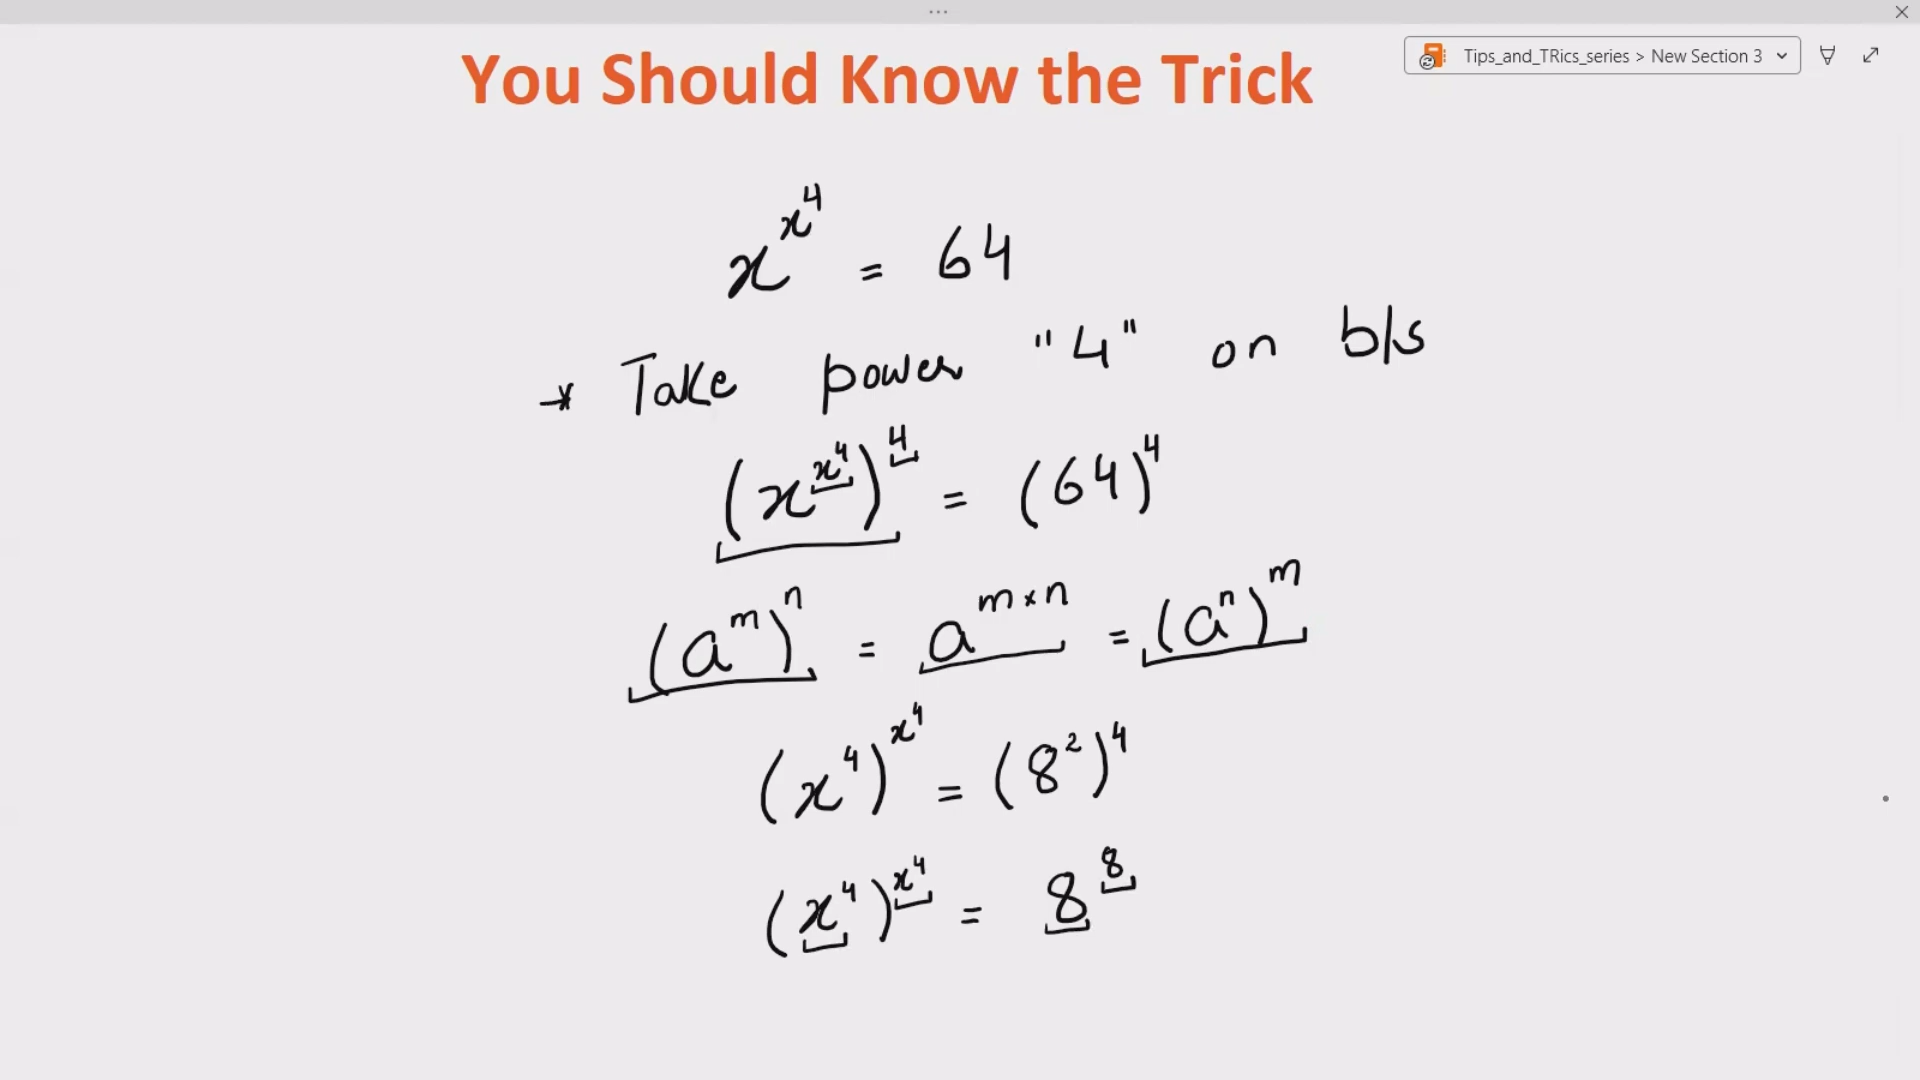 Tips_and_TRics_series > New Section 3
You Should Know the Trick
x^{x^4} = 64
* Take power "4" on b/s
(x^{x^4})^4 = (64)^4
(a^m)^n = a^{m×n} = (a^n)^m
(x^4)^{x^4} = (8^2)^4
(x^4)^{x^4} = 8^8